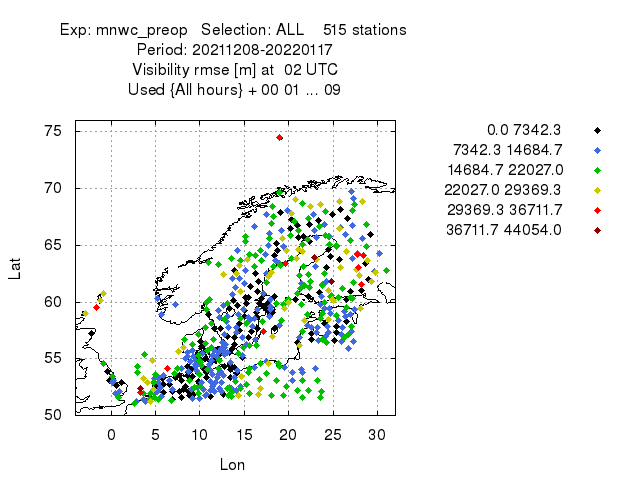 Exp: mnwc_preop Selection: ALL 515 stations
Period: 20211208-20220117
Visibility rmse [m] at 02 UTC
Used {All hours} + 00 01 ... 09
0.0 7342.3
7342.3 14684.7
14684.7 22027.0
22027.0 29369.3
29369.3 36711.7
36711.7 44054.0
75
70
65
60
55
50
Lat
0 5 10 15 20 25 30
Lon